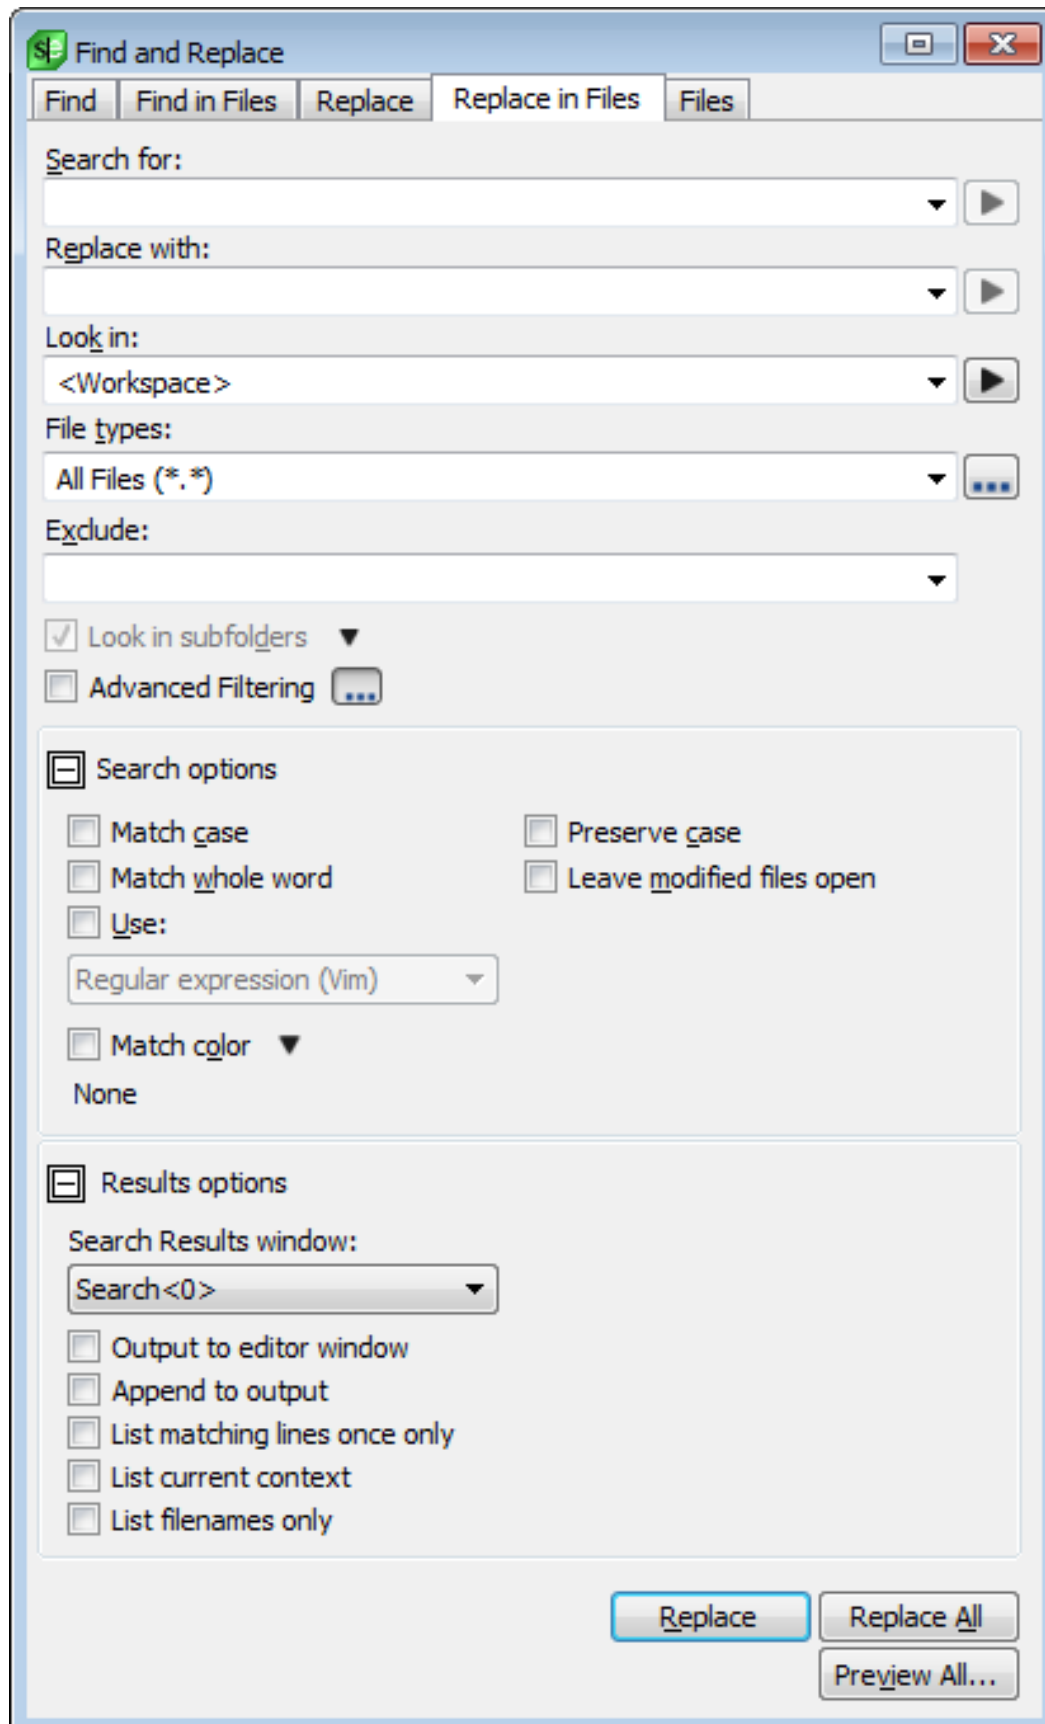 Find and Replace
Find Find in Files Replace Replace in Files Files
Search for:
Replace with:
Look in:
<Workspace>
File types:
All Files (*.*)
...
Exclude:
Look in subfolders
Advanced Filtering ...
Search options
Match case Preserve case
Match whole word Leave modified files open
Use:
Regular expression (Vim)
Match color
None
Results options
Search Results window:
Search<0>
Output to editor window
Append to output
List matching lines once only
List current context
List filenames only
Replace Replace All
Preview All...